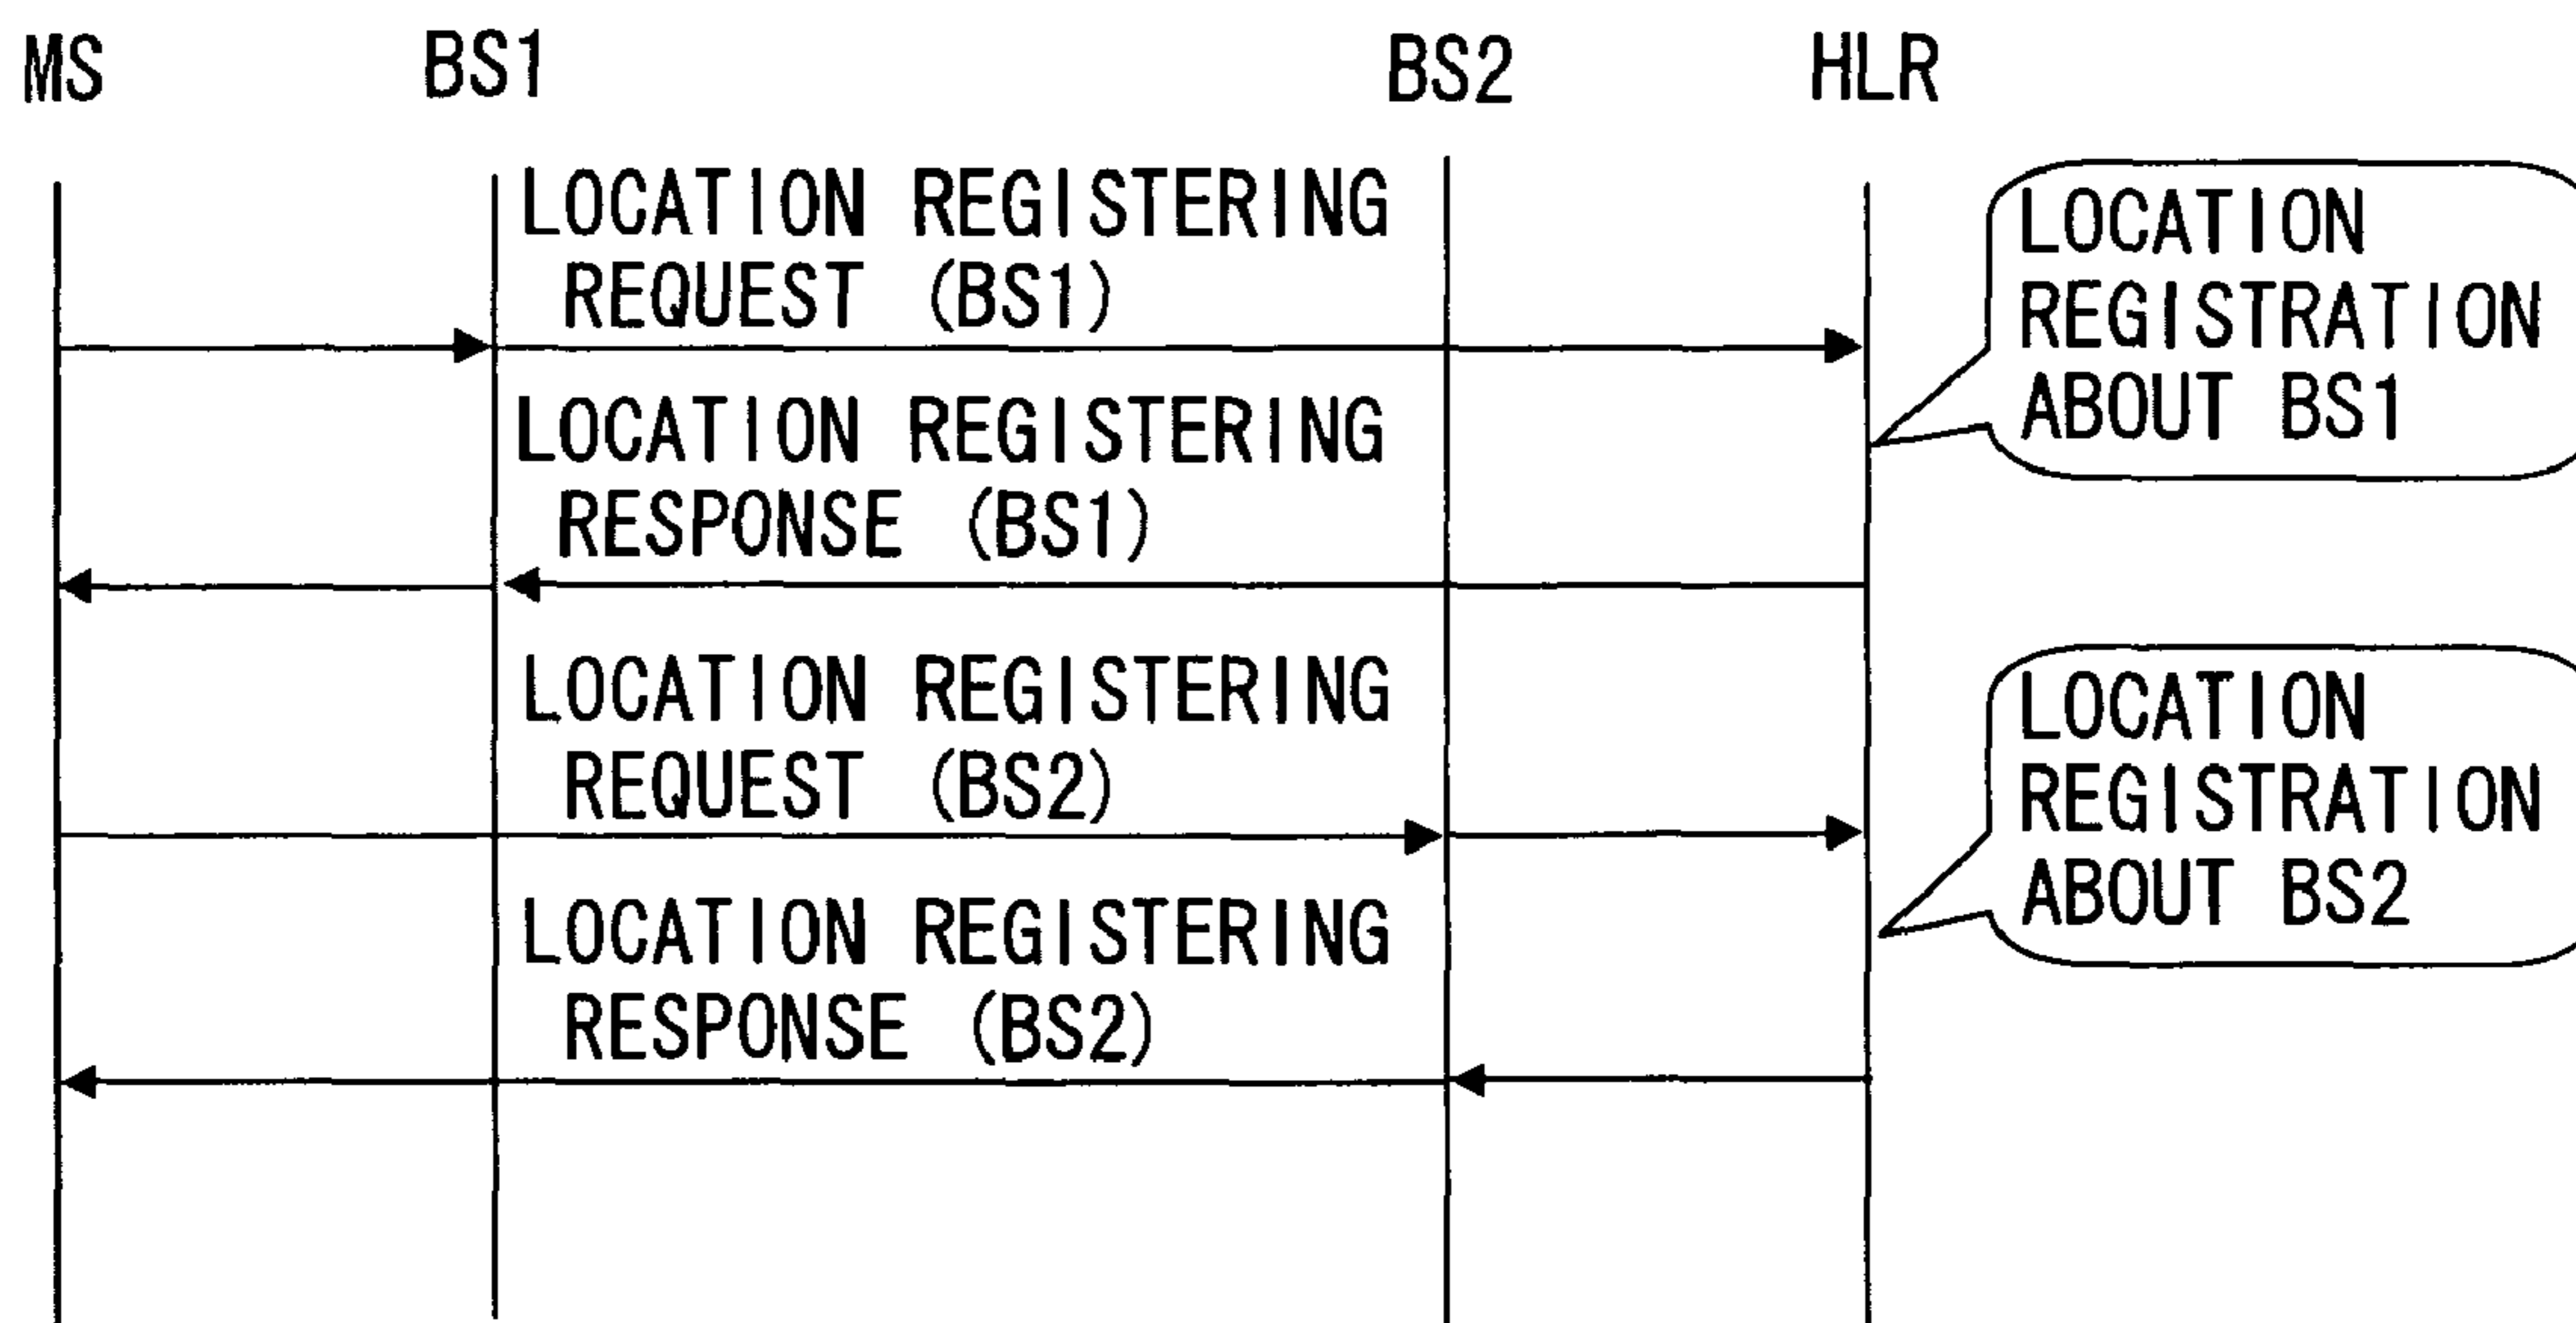 MS BS1 BS2 HLR
LOCATION REGISTERING
REQUEST (BS1)
LOCATION
REGISTRATION
ABOUT BS1
LOCATION REGISTERING
RESPONSE (BS1)
LOCATION REGISTERING
REQUEST (BS2)
LOCATION
REGISTRATION
ABOUT BS2
LOCATION REGISTERING
RESPONSE (BS2)